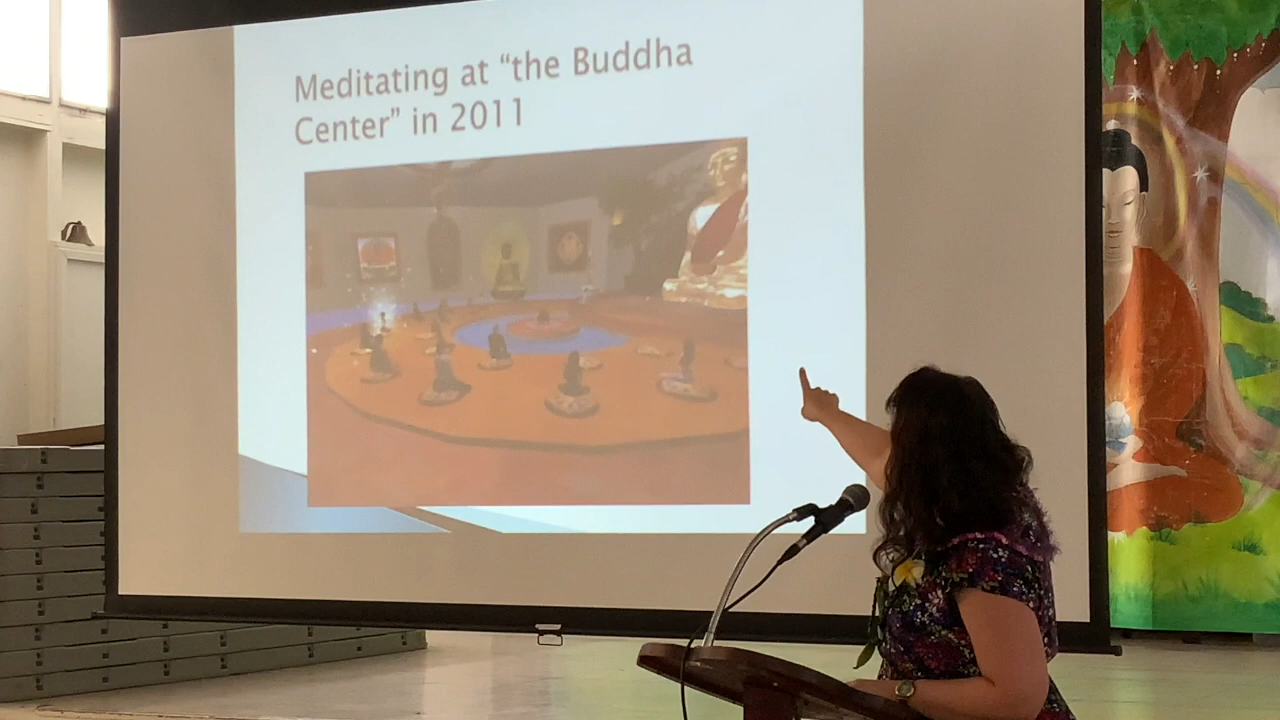 Meditating at “the Buddha
Center” in 2011